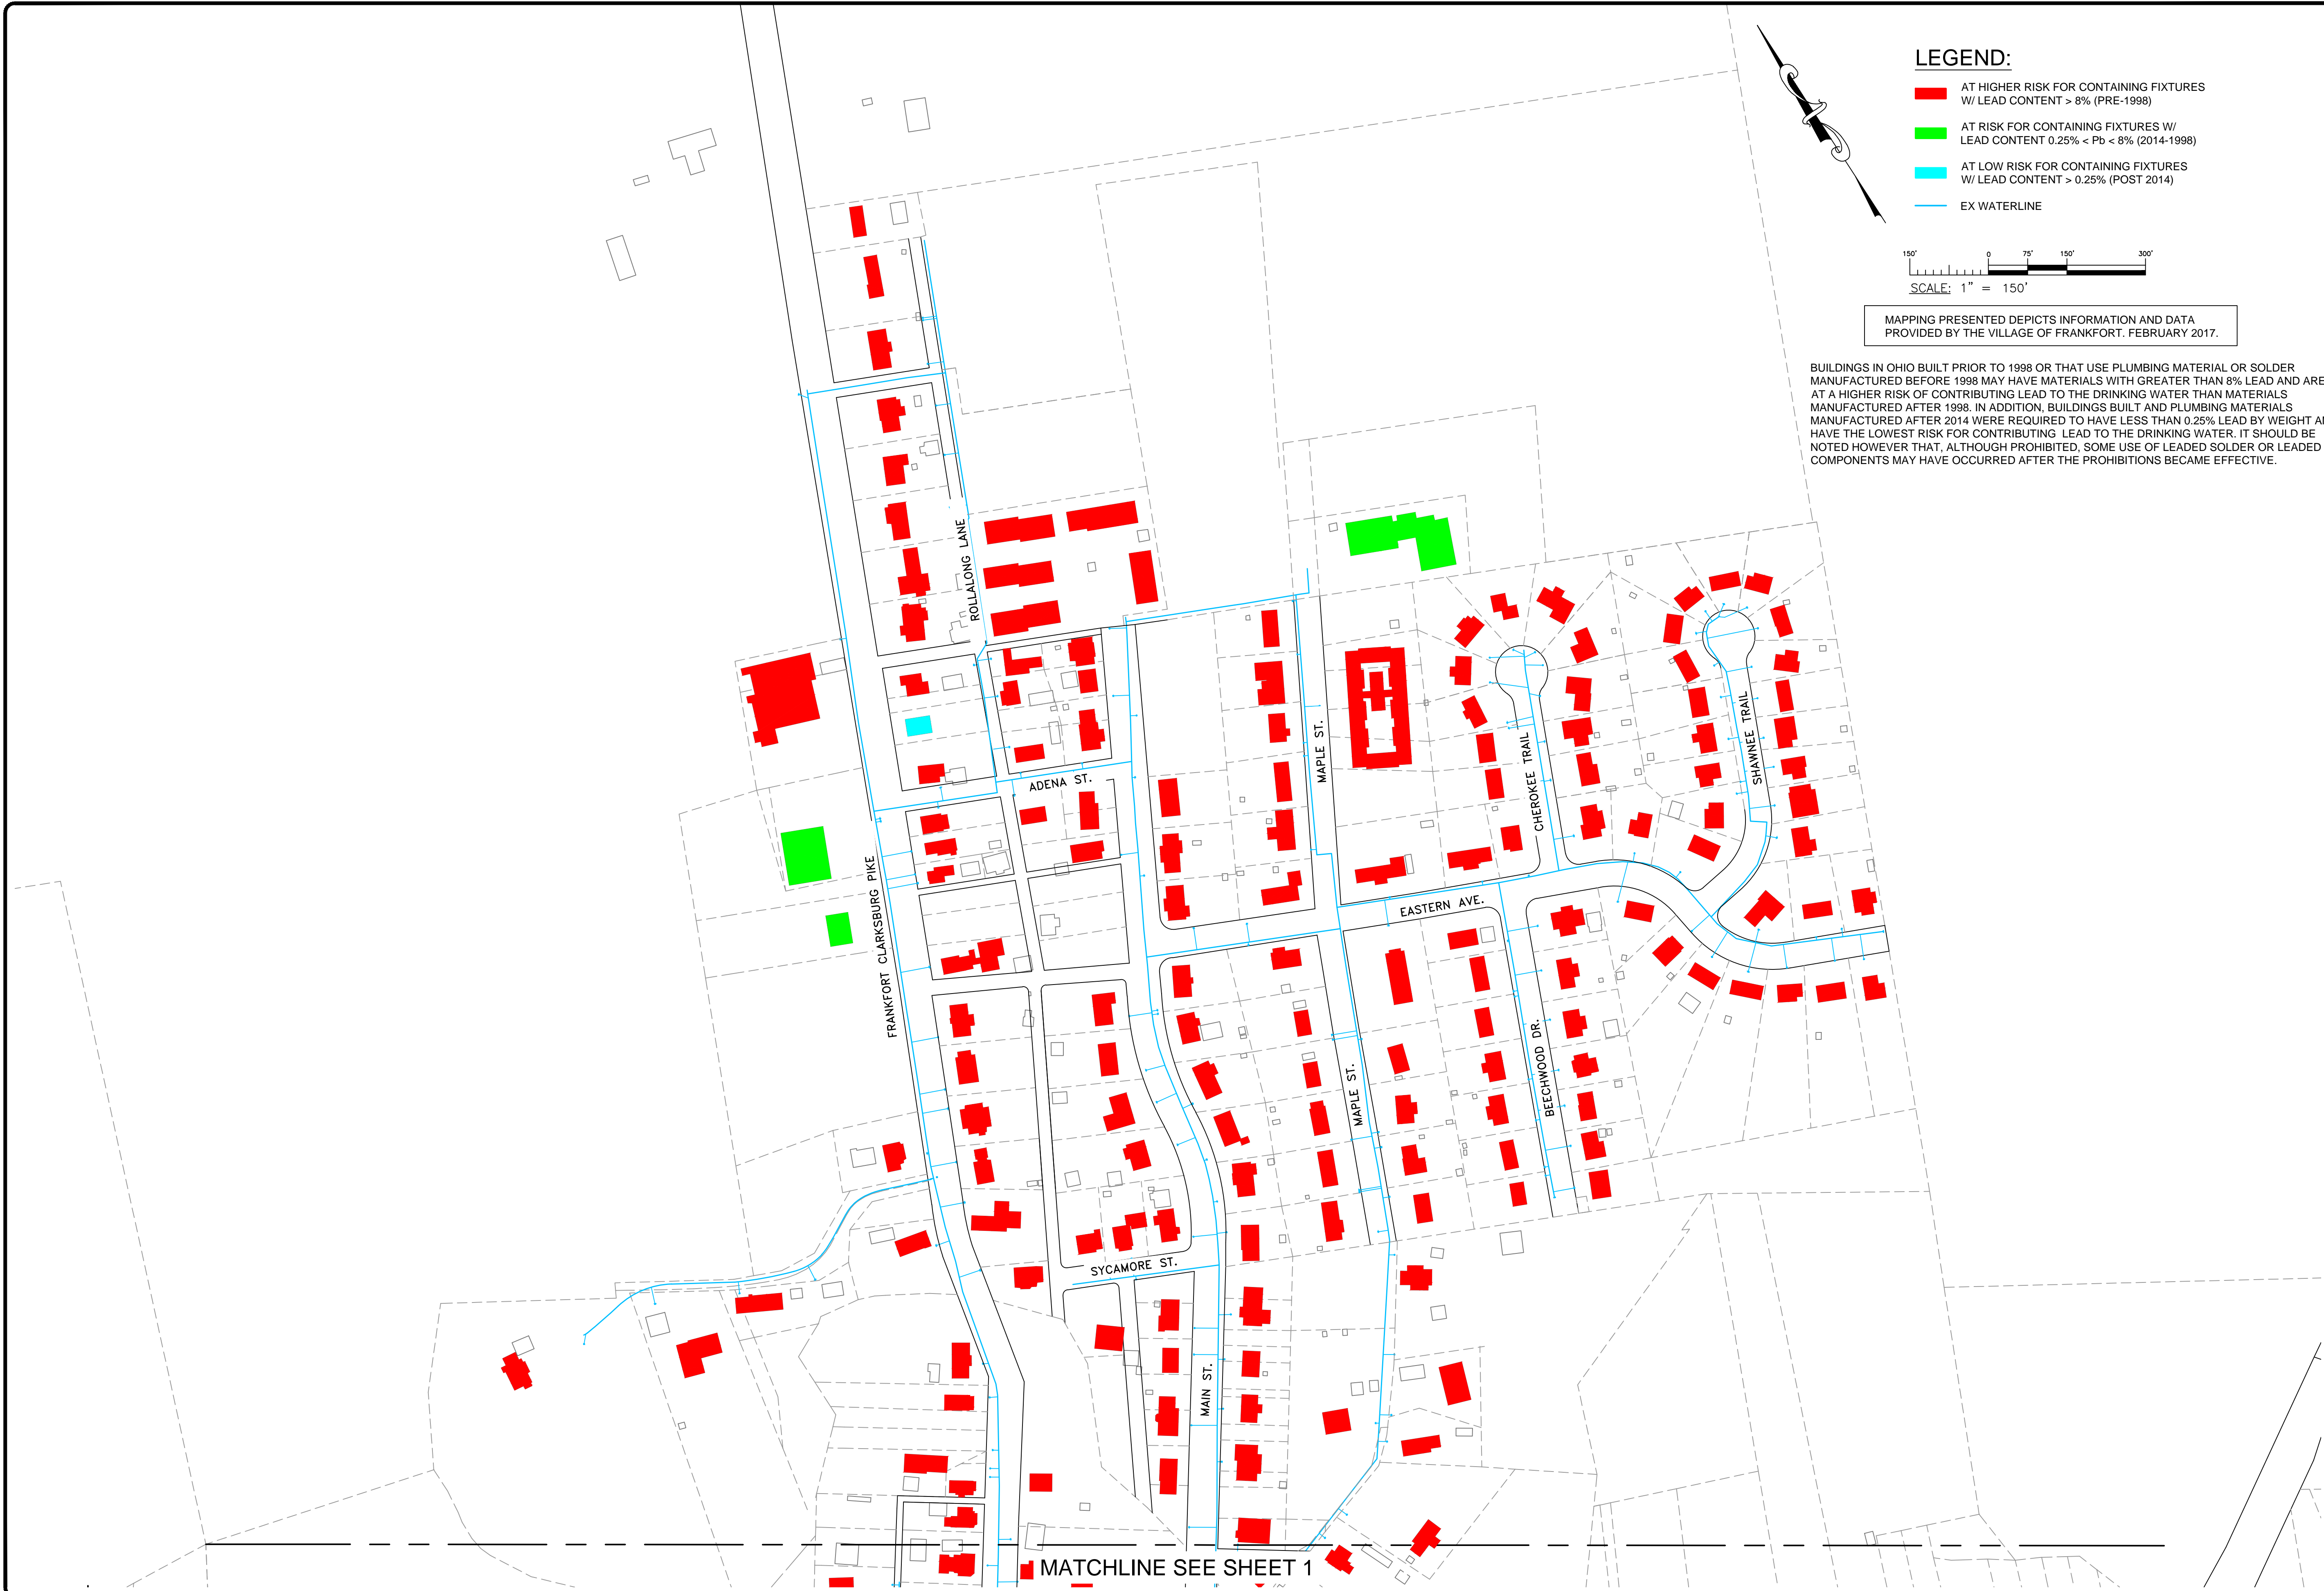 LEGEND:
AT HIGHER RISK FOR CONTAINING FIXTURES
W/ LEAD CONTENT > 8% (PRE-1998)
AT RISK FOR CONTAINING FIXTURES W/
LEAD CONTENT 0.25% < Pb < 8% (2014-1998)
AT LOW RISK FOR CONTAINING FIXTURES
W/ LEAD CONTENT > 0.25% (POST 2014)
EX WATERLINE
150' 0 75' 150' 300'
SCALE: 1" = 150'
MAPPING PRESENTED DEPICTS INFORMATION AND DATA
PROVIDED BY THE VILLAGE OF FRANKFORT. FEBRUARY 2017.
BUILDINGS IN OHIO BUILT PRIOR TO 1998 OR THAT USE PLUMBING MATERIAL OR SOLDER
MANUFACTURED BEFORE 1998 MAY HAVE MATERIALS WITH GREATER THAN 8% LEAD AND ARE
AT A HIGHER RISK OF CONTRIBUTING LEAD TO THE DRINKING WATER THAN MATERIALS
MANUFACTURED AFTER 1998. IN ADDITION, BUILDINGS BUILT AND PLUMBING MATERIALS
MANUFACTURED AFTER 2014 WERE REQUIRED TO HAVE LESS THAN 0.25% LEAD BY WEIGHT
HAVE THE LOWEST RISK FOR CONTRIBUTING LEAD TO THE DRINKING WATER. IT SHOULD BE
NOTED HOWEVER THAT, ALTHOUGH PROHIBITED, SOME USE OF LEADED SOLDER OR LEADED
COMPONENTS MAY HAVE OCCURRED AFTER THE PROHIBITIONS BECAME EFFECTIVE.
ROLLALONG LANE
ADENA ST.
MAPLE ST.
CHEROKEE TRAIL
SHAWNEE TRAIL
FRANKFORT CLARKSBURG PIKE
EASTERN AVE.
MAPLE ST.
BEECHWOOD DR.
SYCAMORE ST.
MAIN ST.
MATCHLINE SEE SHEET 1